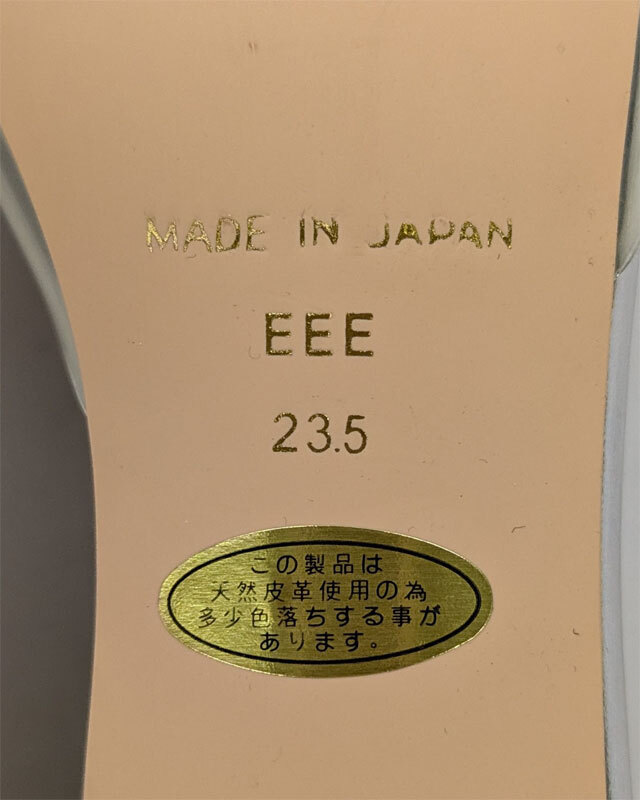 MADE IN JAPAN
EEE
23.5
この製品は
天然皮革使用の為
多少色落ちする事が
あります。